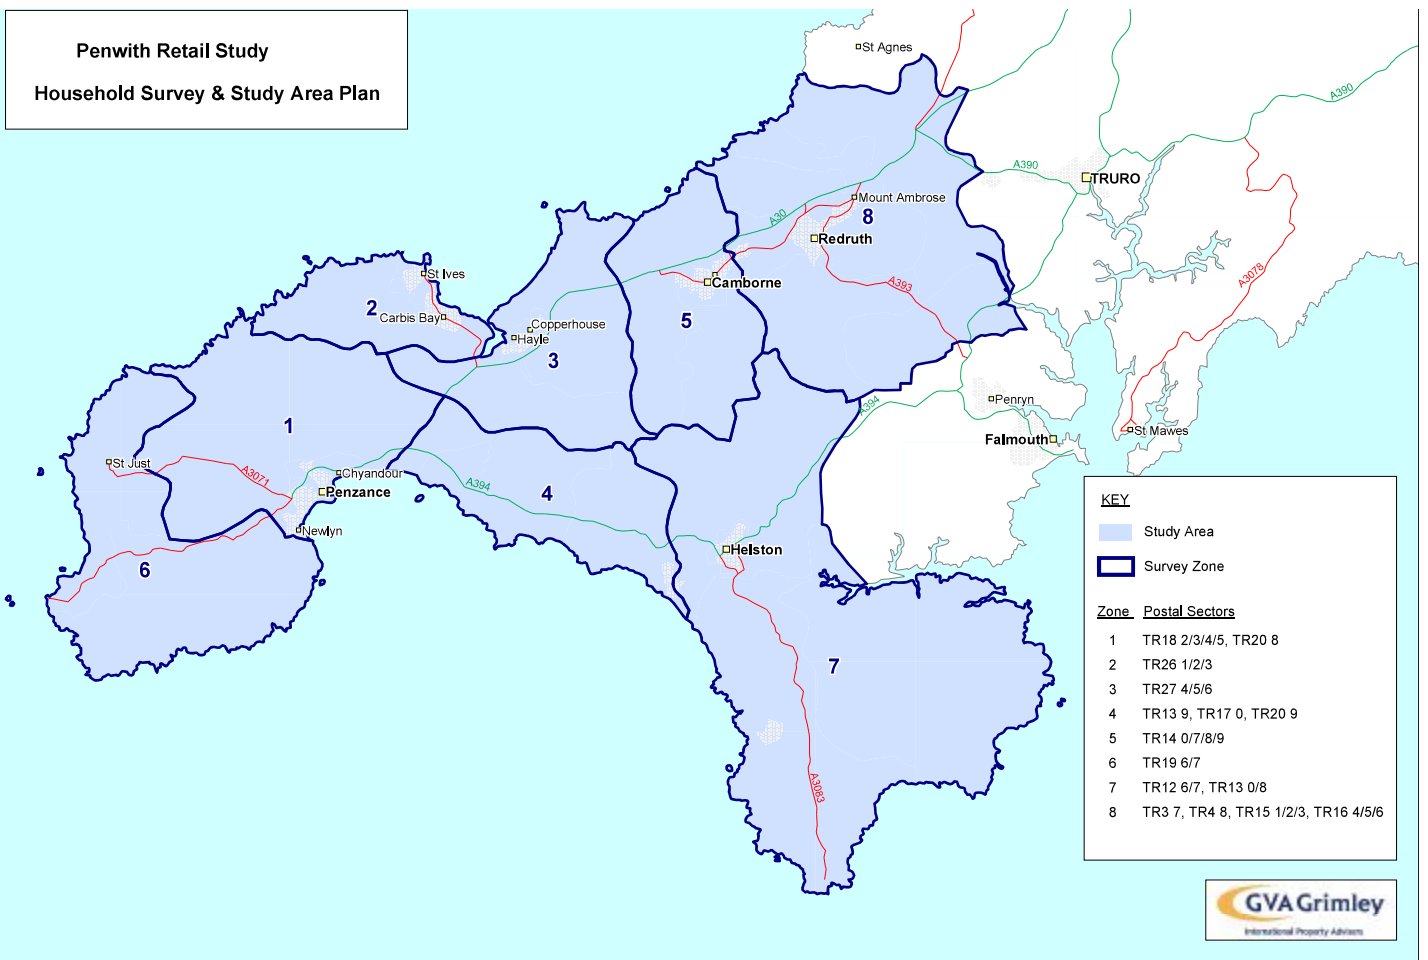 Penwith Retail Study
Household Survey & Study Area Plan
St Agnes
A390
A390
TRURO
Mount Ambrose
8
A30
Redruth
A3078
St Ives
Camborne
A393
2
Carbis Bay
Copperhouse
Hayle
5
3
1
A394
Penryn
St Mawes
Falmouth
St Just
A3071
Chyandour
A394
4
Penzance
Newlyn
Helston
6
7
A3083
KEY
Study Area
Survey Zone
Zone Postal Sectors
1 TR18 2/3/4/5, TR20 8
2 TR26 1/2/3
3 TR27 4/5/6
4 TR13 9, TR17 0, TR20 9
5 TR14 0/7/8/9
6 TR19 6/7
7 TR12 6/7, TR13 0/8
8 TR3 7, TR4 8, TR15 1/2/3, TR16 4/5/6
GVA Grimley
International Property Advisers